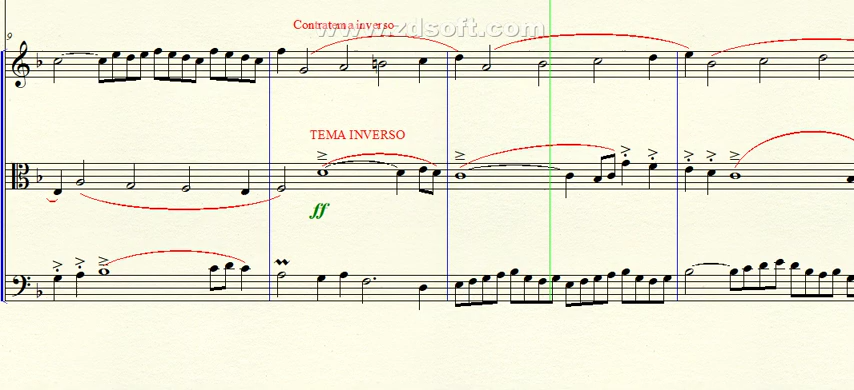 www.zdsoft.com
Contratema inverso
9
TEMA INVERSO
ff